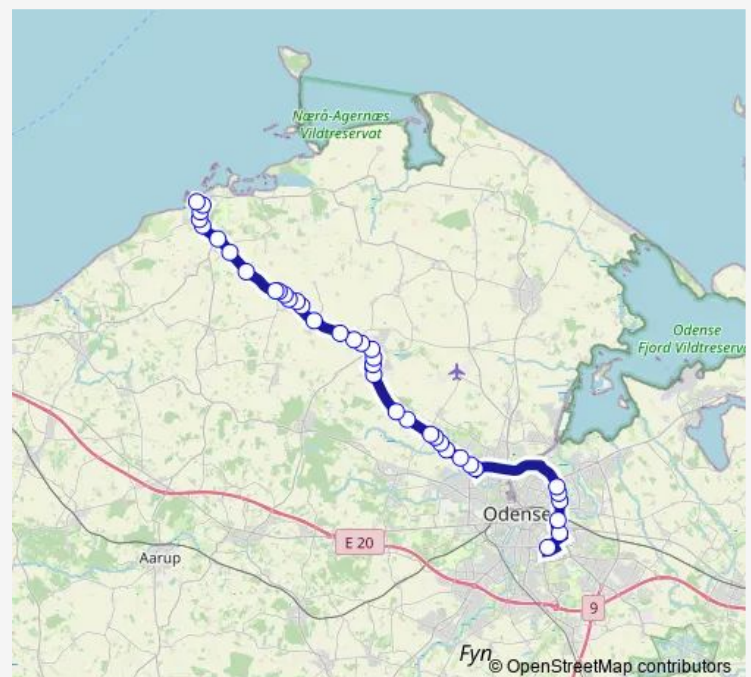 Nærå-Agernæs
Vildtreservat
Odense
Fjord Vildtreserv
Odense
E 20
Aarup
9
Fyn
© OpenStreetMap contributors